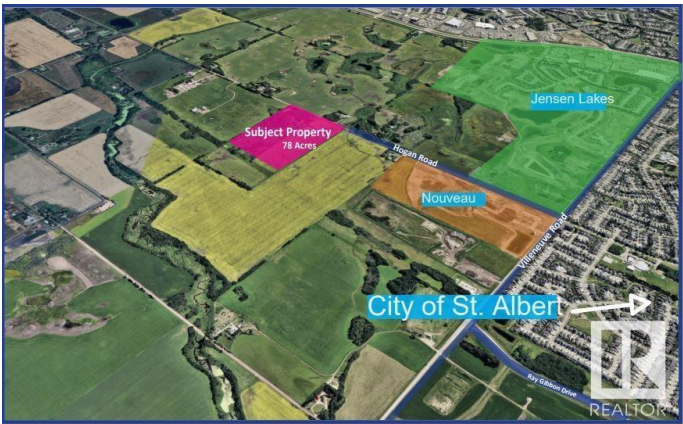 Jensen Lakes
Subject Property
78 Acres
Hogan Road
Nouveau
Villeneuve Road
City of St. Albert
Ray Gibbon Drive
REALTOR